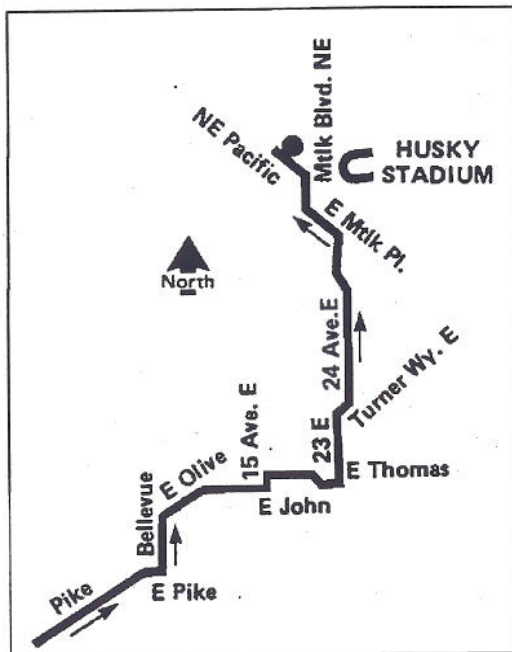 Mtlk Blvd. NE
NE Pacific
HUSKY
STADIUM
E Mtlk Pl.
North
24 Ave.E
Turner Wy. E
15 Ave. E
23 E
E Olive
E Thomas
E John
Bellevue
E Pike
Pike